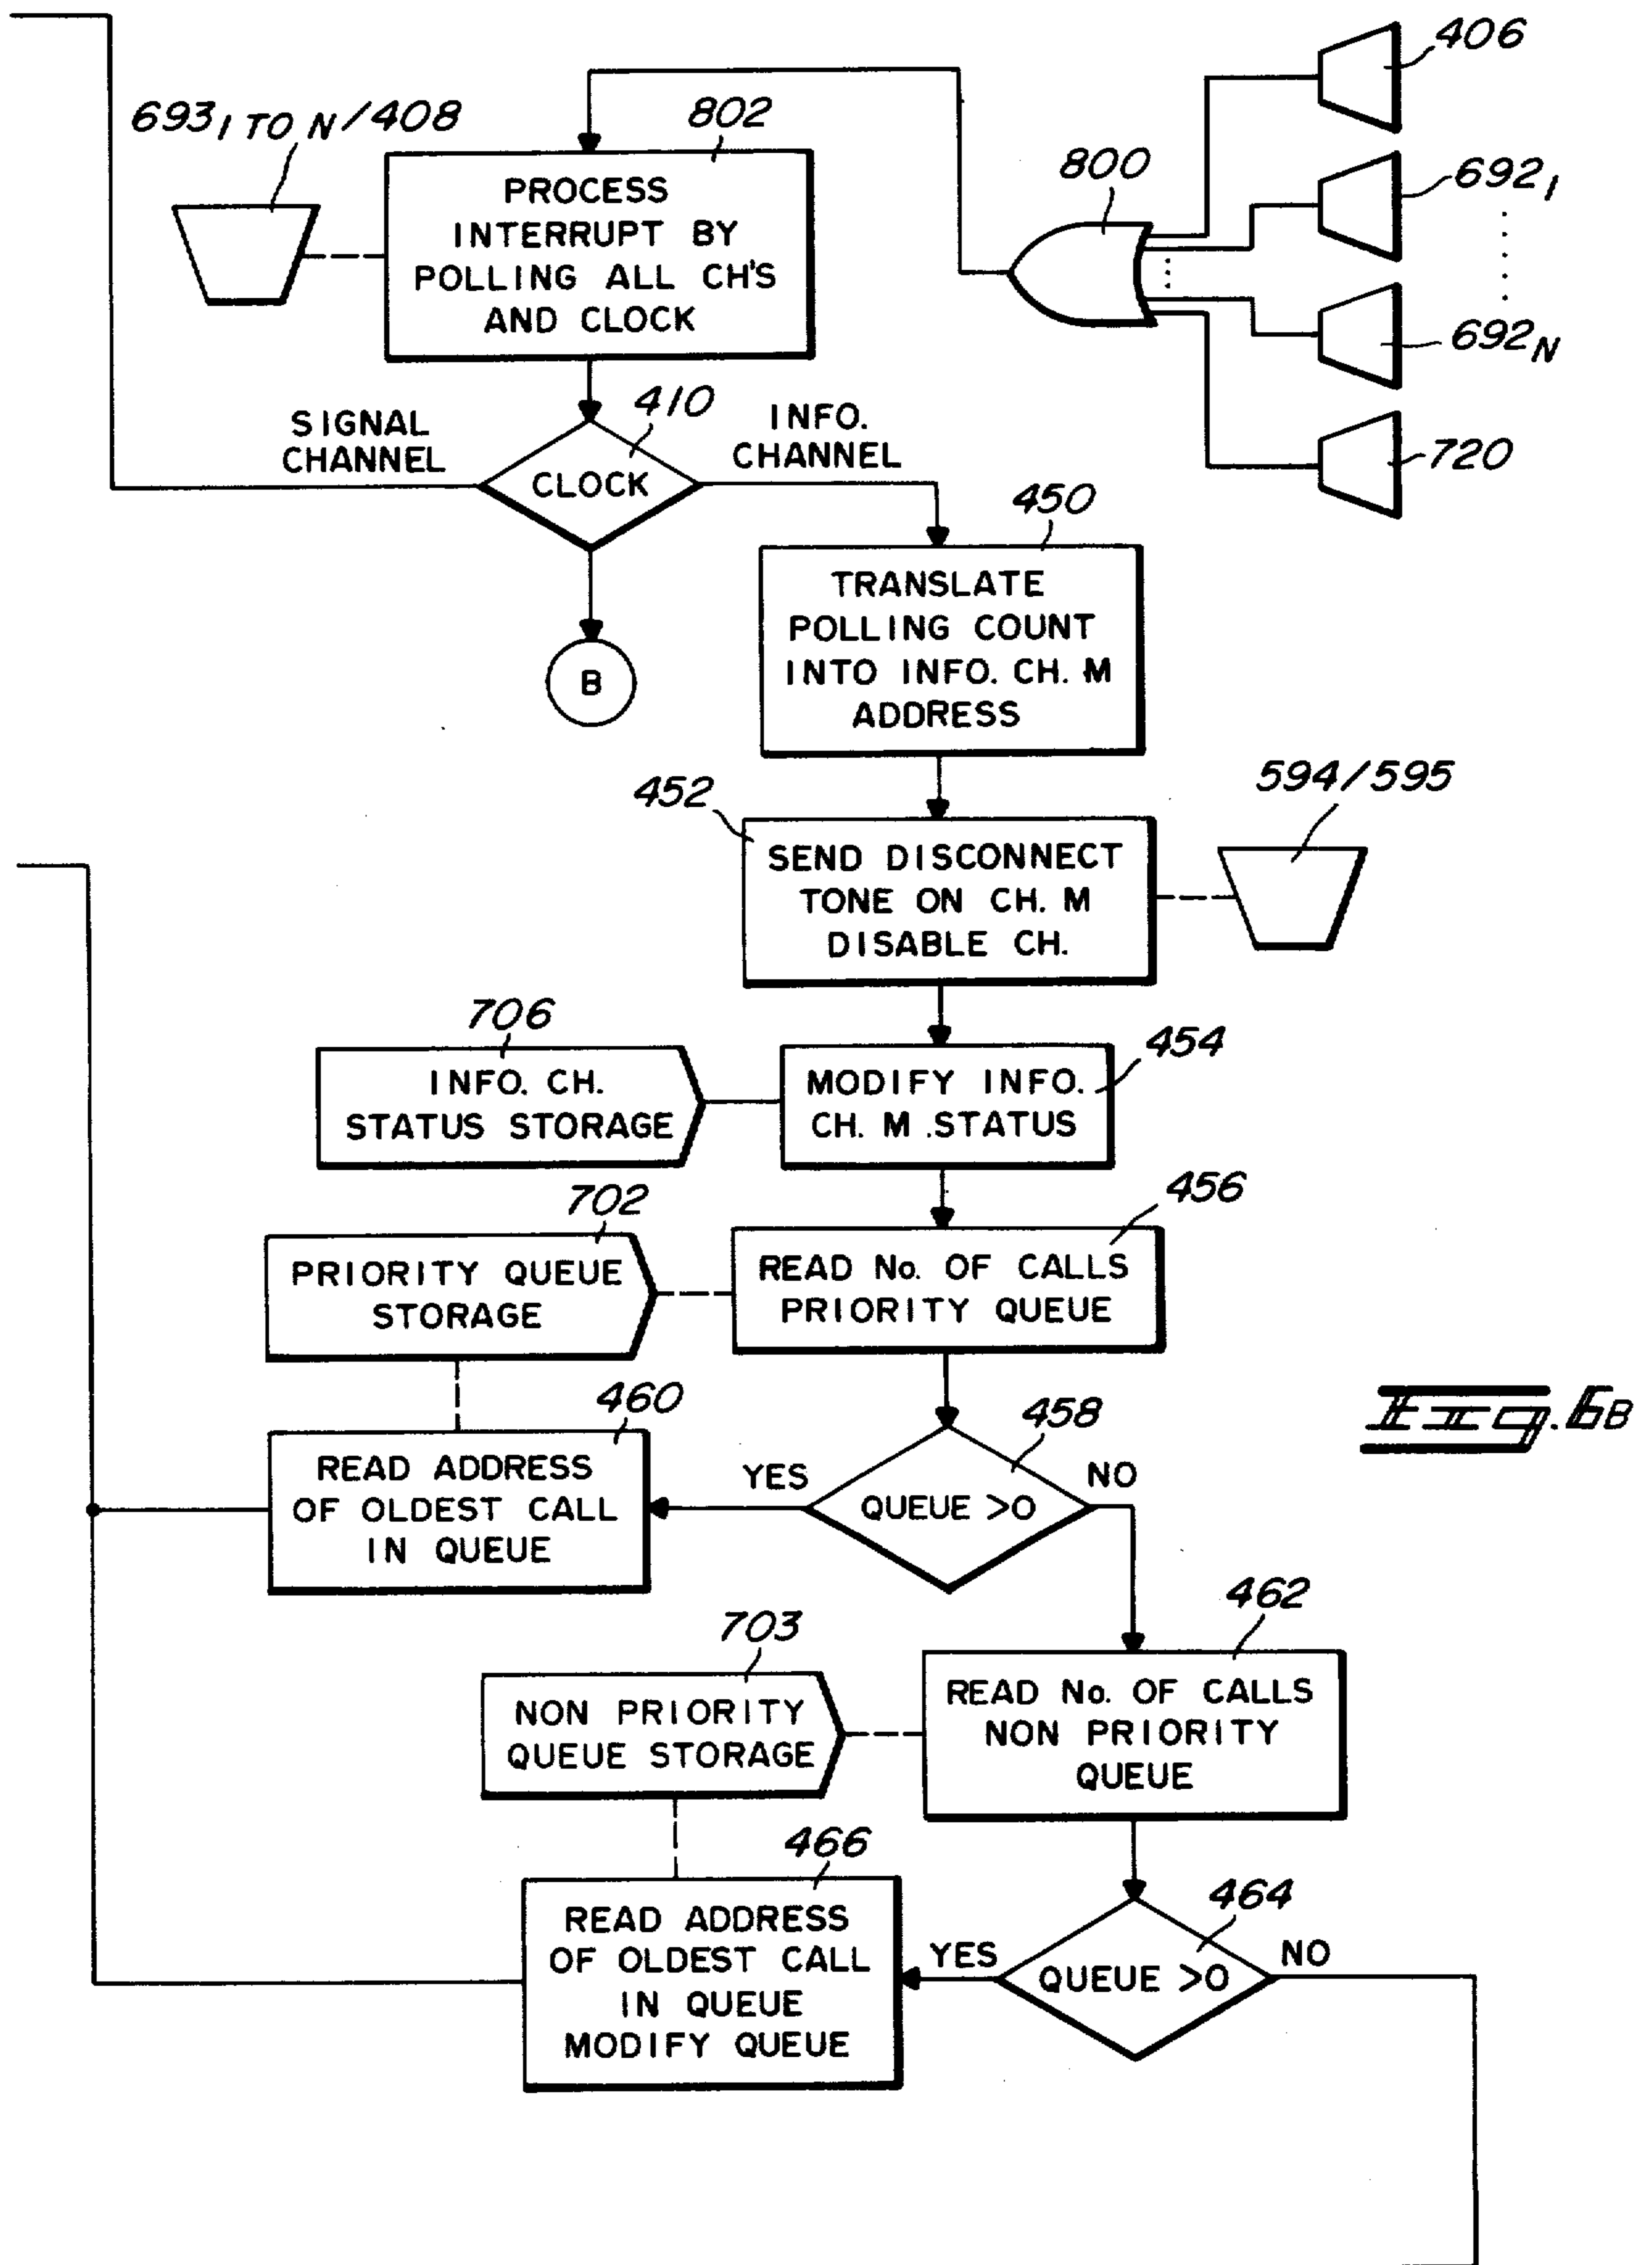 406
693 1 TO N/408
802
800
692 1
PROCESS
INTERRUPT BY
POLLING ALL CH'S
AND CLOCK
692 N
720
SIGNAL
CHANNEL
410
INFO.
CHANNEL
CLOCK
450
B
TRANSLATE
POLLING COUNT
INTO INFO. CH. M
ADDRESS
452
594/595
SEND DISCONNECT
TONE ON CH. M
DISABLE CH.
706
454
INFO. CH.
STATUS STORAGE
MODIFY INFO.
CH. M .STATUS
702
456
PRIORITY QUEUE
STORAGE
READ No. OF CALLS
PRIORITY QUEUE
460
458
READ ADDRESS
OF OLDEST CALL
IN QUEUE
YES
QUEUE >0
NO
Fig. 6B
703
462
NON PRIORITY
QUEUE STORAGE
READ No. OF CALLS
NON PRIORITY
QUEUE
466
464
READ ADDRESS
OF OLDEST CALL
IN QUEUE
MODIFY QUEUE
YES
QUEUE >0
NO